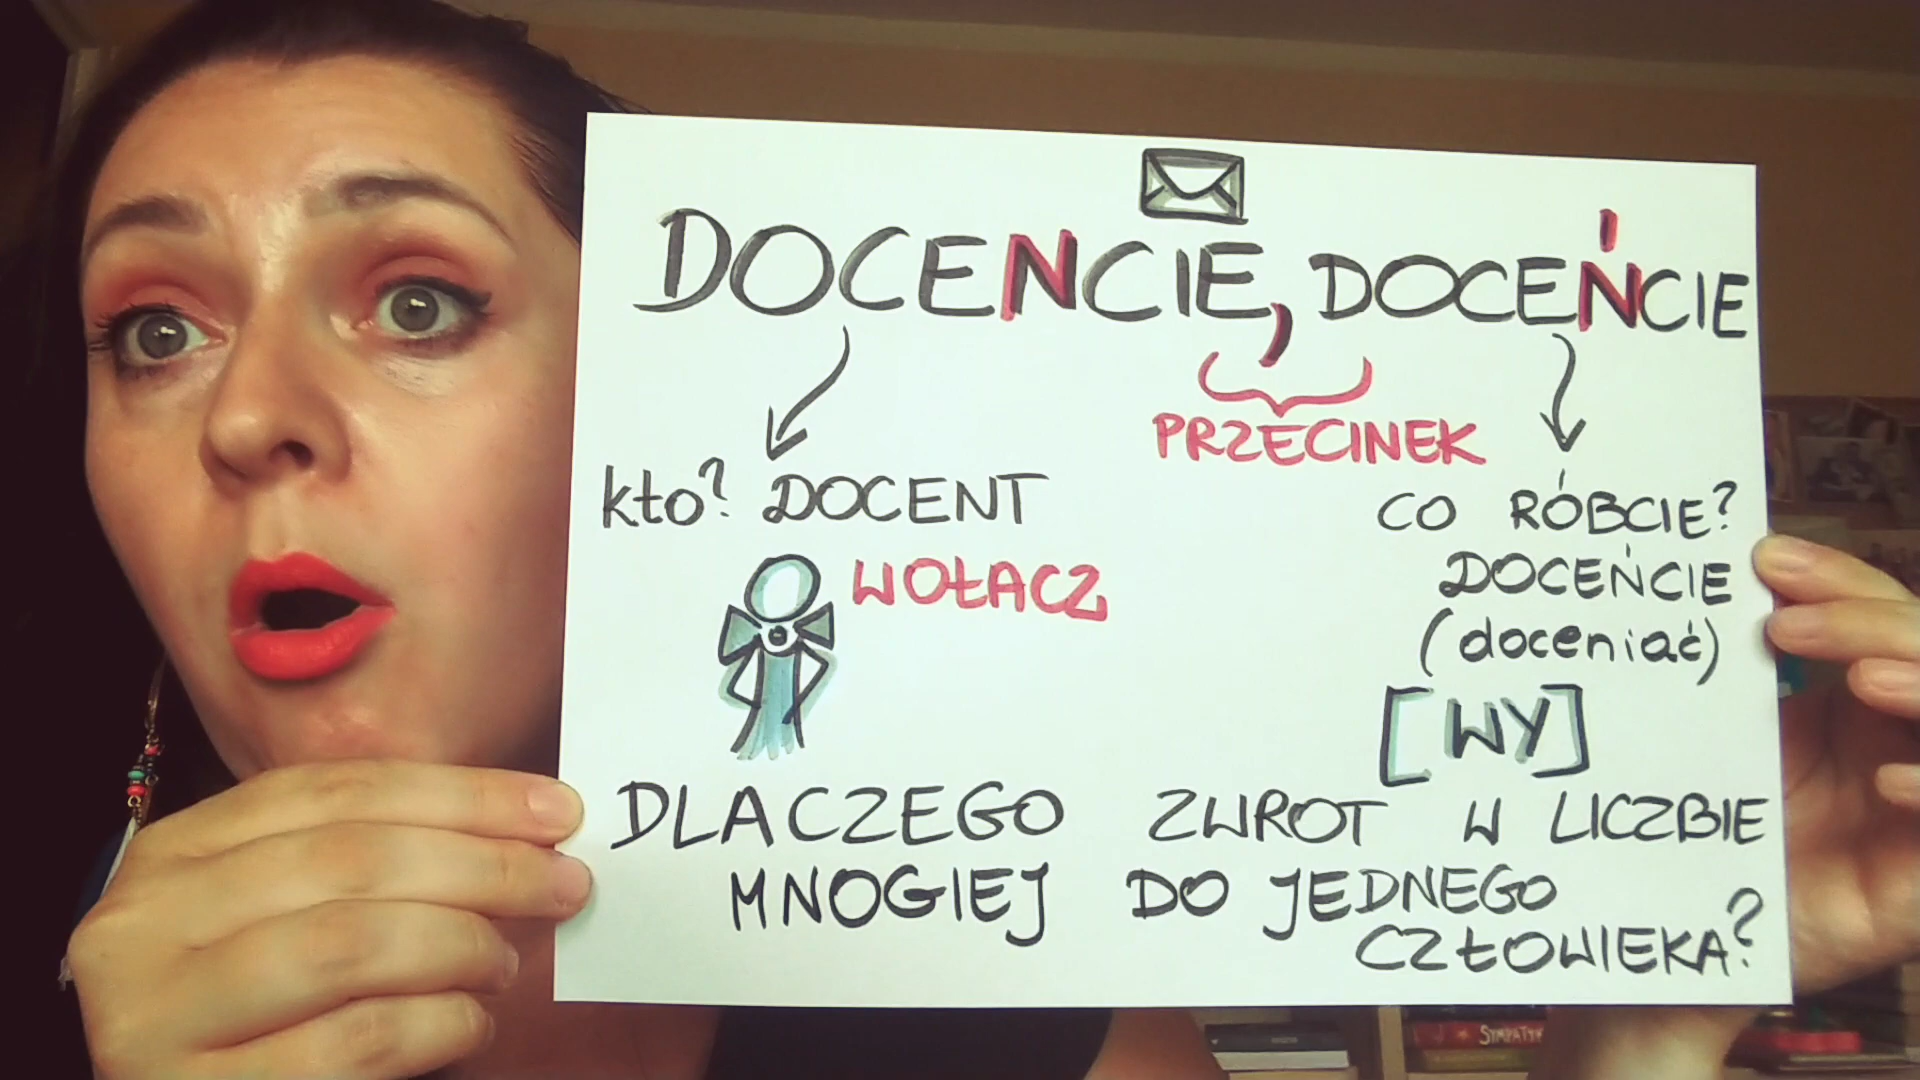 DOCENCIE, DOCEŃCIE
PRZECINEK
kto? DOCENT
WOŁACZ
CO RÓBCIE?
DOCEŃCIE
(doceniać)
[WY]
DLACZEGO ZWROT W LICZBIE
MNOGIEJ DO JEDNEGO
CZŁOWIEKA?